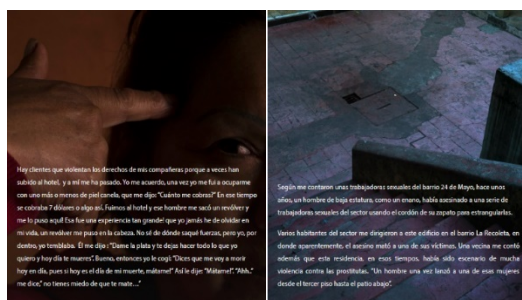 Hay clientes que violentan los derechos de mis compañeras porque a veces han
subido al hotel, y a mí me ha pasado. Yo me acuerdo, una vez yo me fui a ocuparme
con uno más o menos de piel canela, que me dijo: "Cuánto me cobras?" En ese tiempo
se cobraba 7 dólares o algo así. Fuimos al hotel y ese hombre me sacó un revólver y
me lo puso aquí! Esa fue una experiencia tan grande! que yo jamás he de olvidar en
mi vida, un revólver me puso en la cabeza. No sé de dónde saqué fuerzas, pero yo, por
dentro, yo temblaba. Él me dijo : "Dame la plata y te dejas hacer todo lo que yo
quiero y hoy día te mueres". Bueno, entonces yo le cogí: "Dices que me voy a morir
hoy en día, pues si hoy es el día de mi muerte, mátame!" Así le dije: "Mátame!". "Ahh.."
me dice," no tienes miedo de que te mate..."
Según me contaron unas trabajadoras sexuales del barrio 24 de Mayo, hace unos
años, un hombre de baja estatura, como un enano, había asesinado a una serie de
trabajadoras sexuales del sector usando el cordón de su zapato para estrangularlas.
Varios habitantes del sector me dirigieron a este edificio en el barrio La Recoleta, en
donde aparentemente, el asesino mató a una de sus víctimas. Una vecina me contó
además que esta residencia, en esos tiempos, había sido escenario de mucha
violencia contra las prostitutas. "Un hombre una vez lanzó a una de esas mujeres
desde el tercer piso hasta el patio abajo".